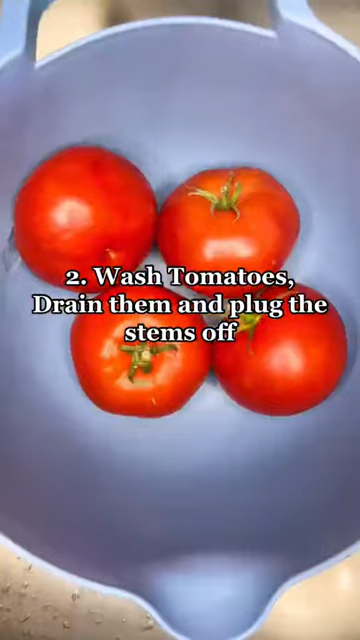 2. Wash Tomatoes,
Drain them and plug the
stems off